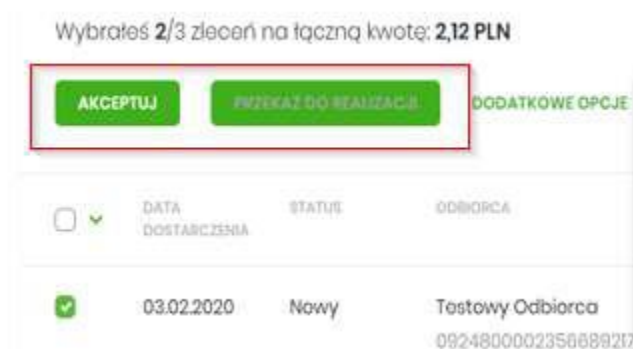 Wybrałeś 2/3 zleceń na łączną kwotę: 2,12 PLN
AKCEPTUJ PRZEKAŻ DO REALIZACJI DODATKOWE OPCJE
DATA DOSTARCZENIA STATUS ODBIORCA
03.02.2020 Nowy Testowy Odbiorca